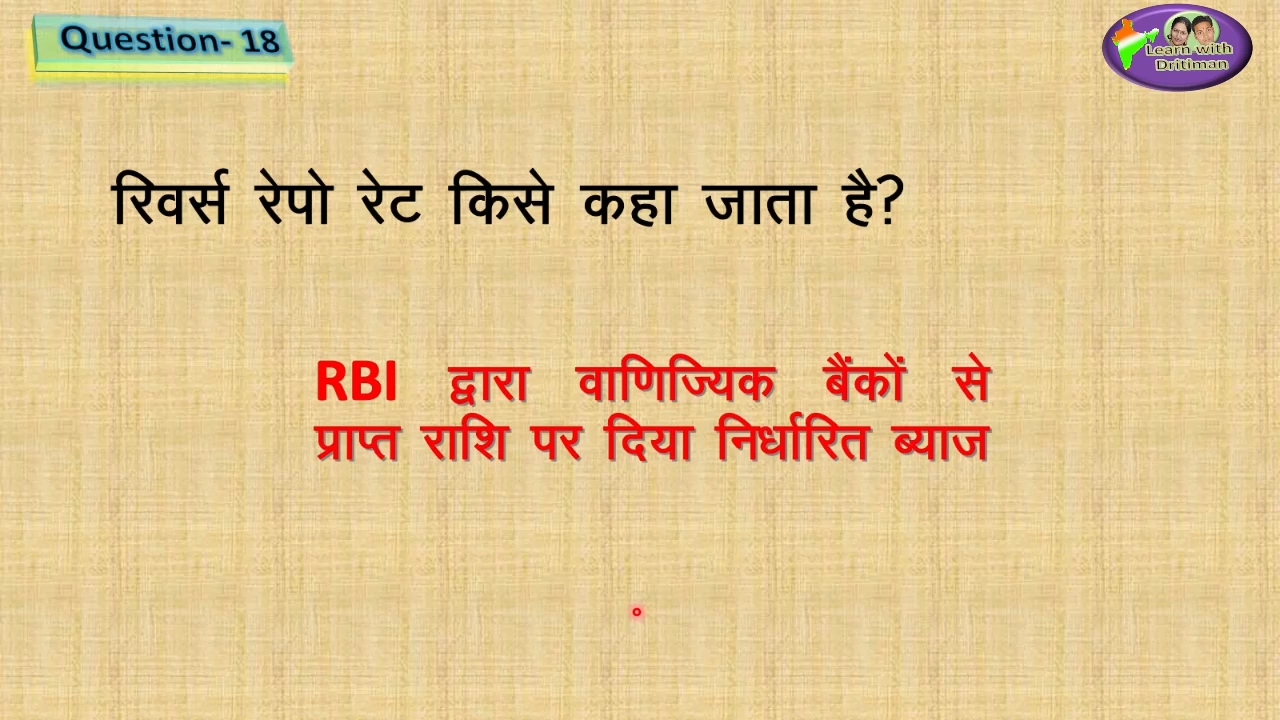 Question- 18
Learn with
Dritiman
रिवर्स रेपो रेट किसे कहा जाता है?
RBI द्वारा वाणिज्यिक बैंकों से
प्राप्त राशि पर दिया निर्धारित ब्याज